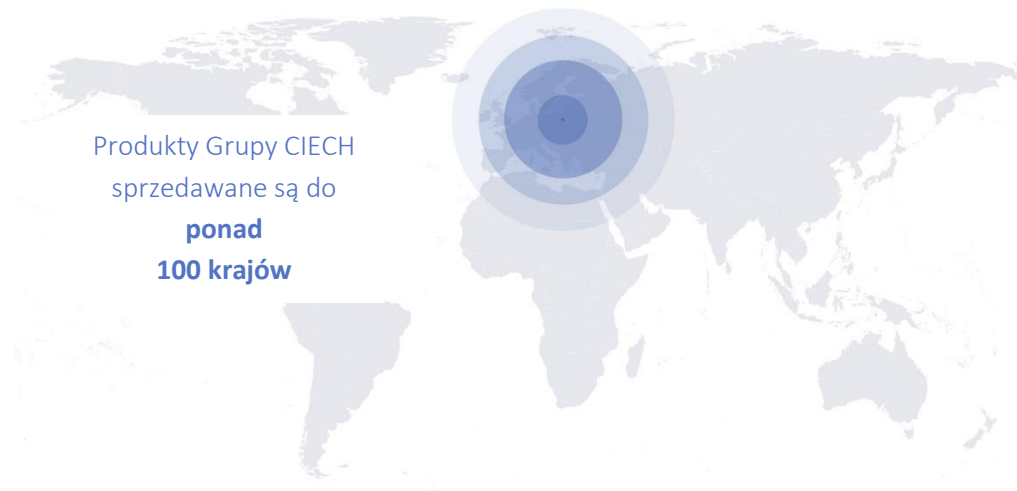 Produkty Grupy CIECH
sprzedawane są do
ponad
100 krajów